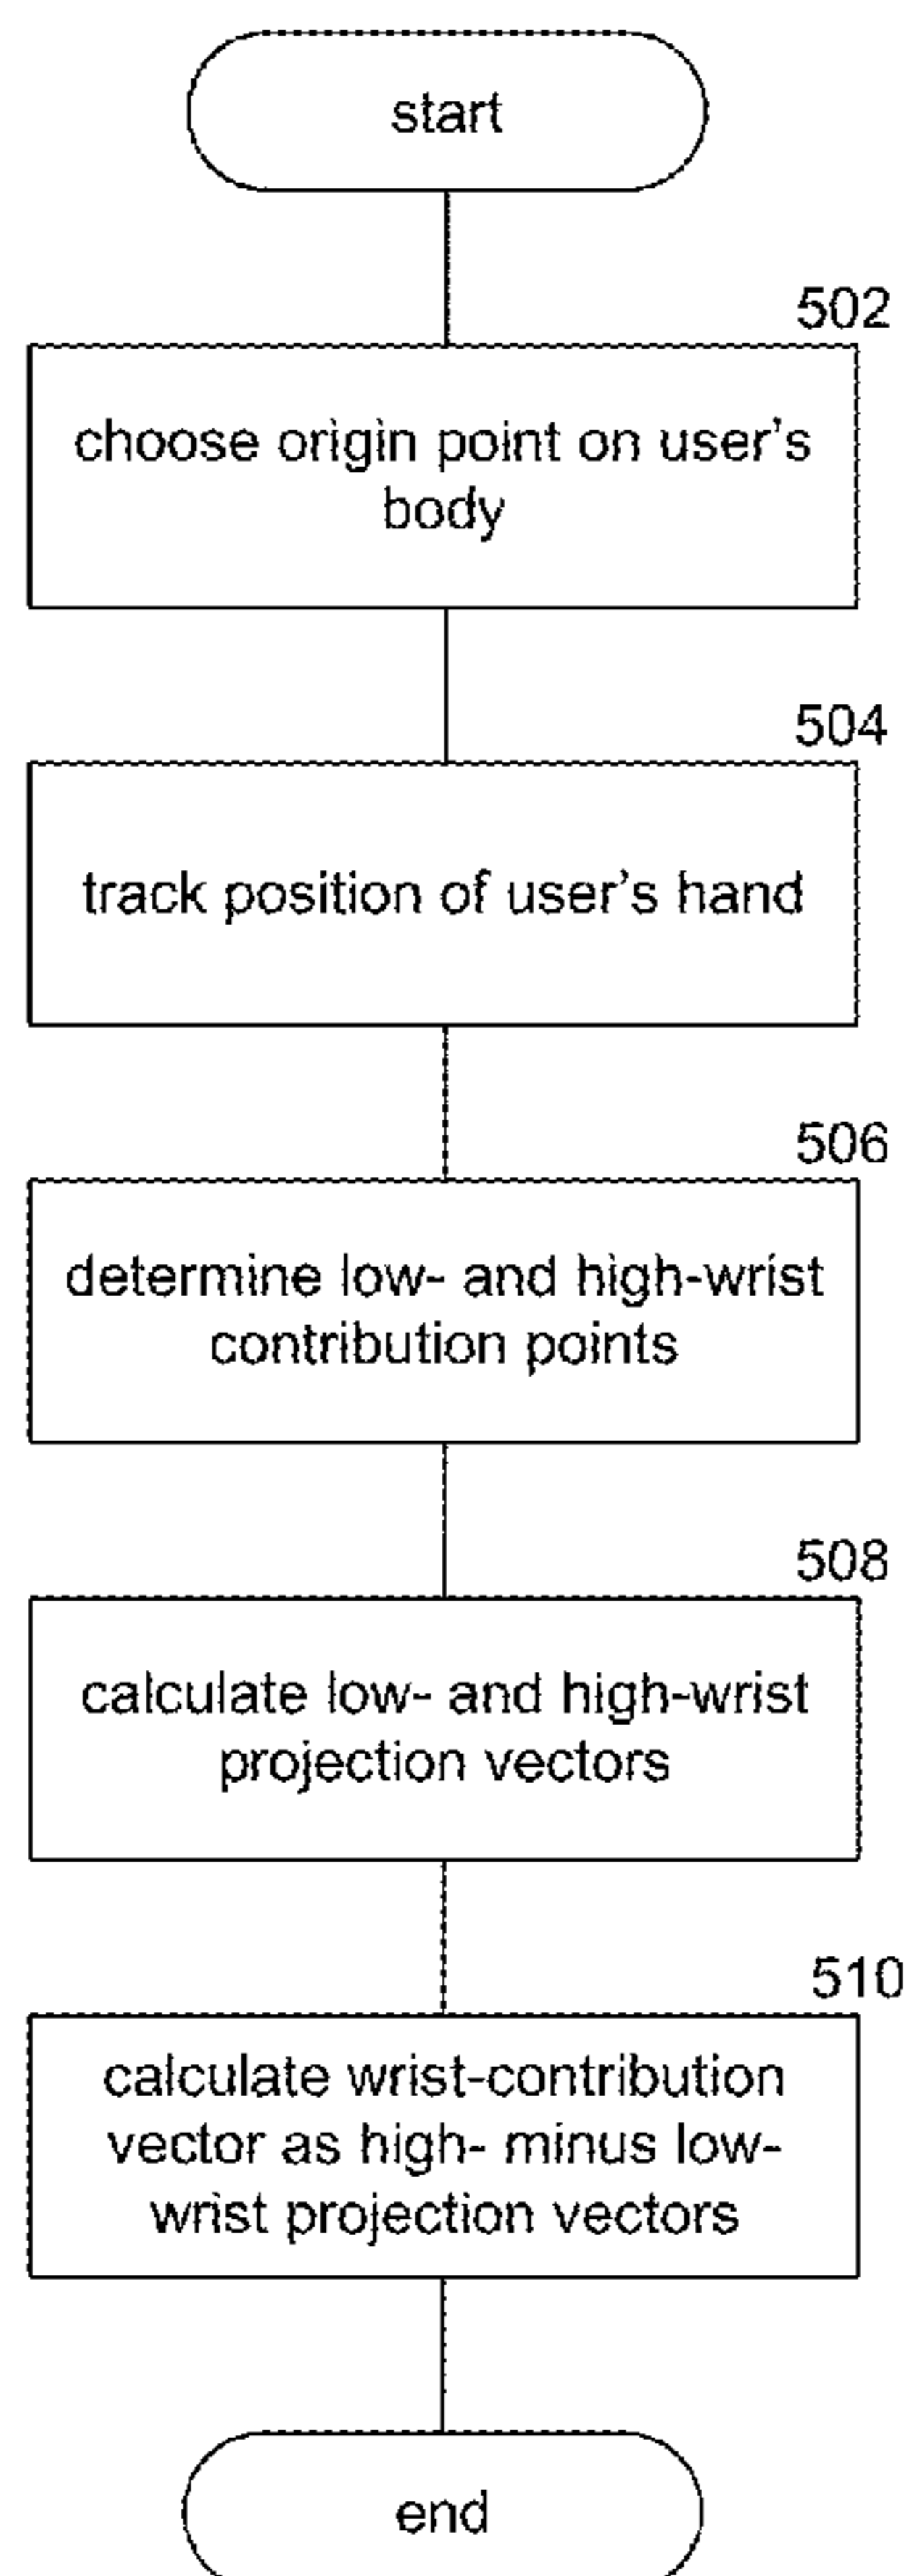 start
502
choose origin point on user's
body
504
track position of user's hand
506
determine low- and high-wrist
contribution points
508
calculate low- and high-wrist
projection vectors
510
calculate wrist-contribution
vector as high- minus low-
wrist projection vectors
end